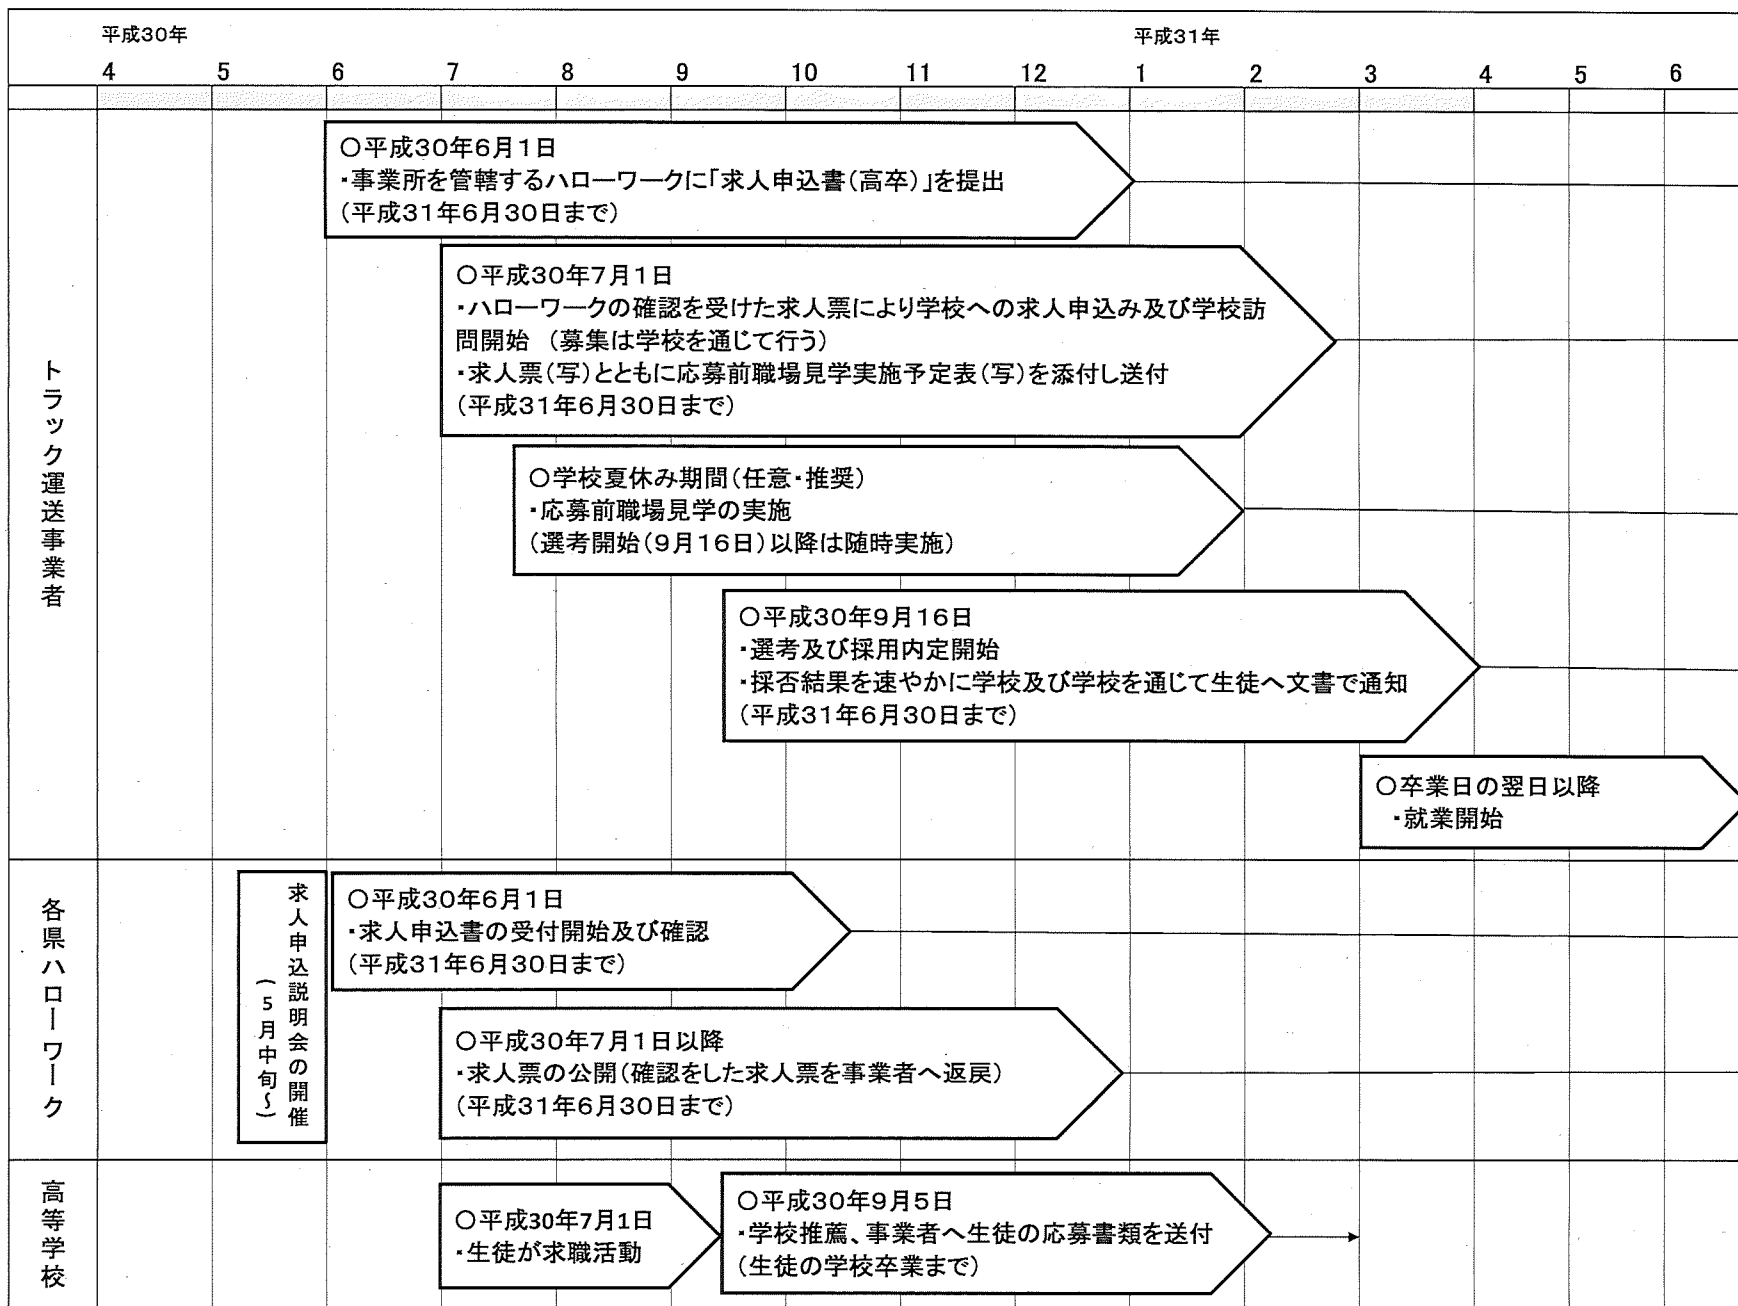 平成30年
平成31年
4 5 6 7 8 9 10 11 12 1 2 3 4 5 6
トラック運送事業者
○平成30年6月1日
・事業所を管轄するハローワークに「求人申込書(高卒)」を提出
(平成31年6月30日まで)
○平成30年7月1日
・ハローワークの確認を受けた求人票により学校への求人申込み及び学校訪
問開始 (募集は学校を通じて行う)
・求人票(写)とともに応募前職場見学実施予定表(写)を添付し送付
(平成31年6月30日まで)
○学校夏休み期間(任意・推奨)
・応募前職場見学の実施
(選考開始(9月16日)以降は随時実施)
○平成30年9月16日
・選考及び採用内定開始
・採否結果を速やかに学校及び学校を通じて生徒へ文書で通知
(平成31年6月30日まで)
○卒業日の翌日以降
・就業開始
各県ハローワーク
求人申込説明会の開催
(5月中旬~)
○平成30年6月1日
・求人申込書の受付開始及び確認
(平成31年6月30日まで)
○平成30年7月1日以降
・求人票の公開(確認をした求人票を事業者へ返戻)
(平成31年6月30日まで)
高等学校
○平成30年7月1日
・生徒が求職活動
○平成30年9月5日
・学校推薦、事業者へ生徒の応募書類を送付
(生徒の学校卒業まで)